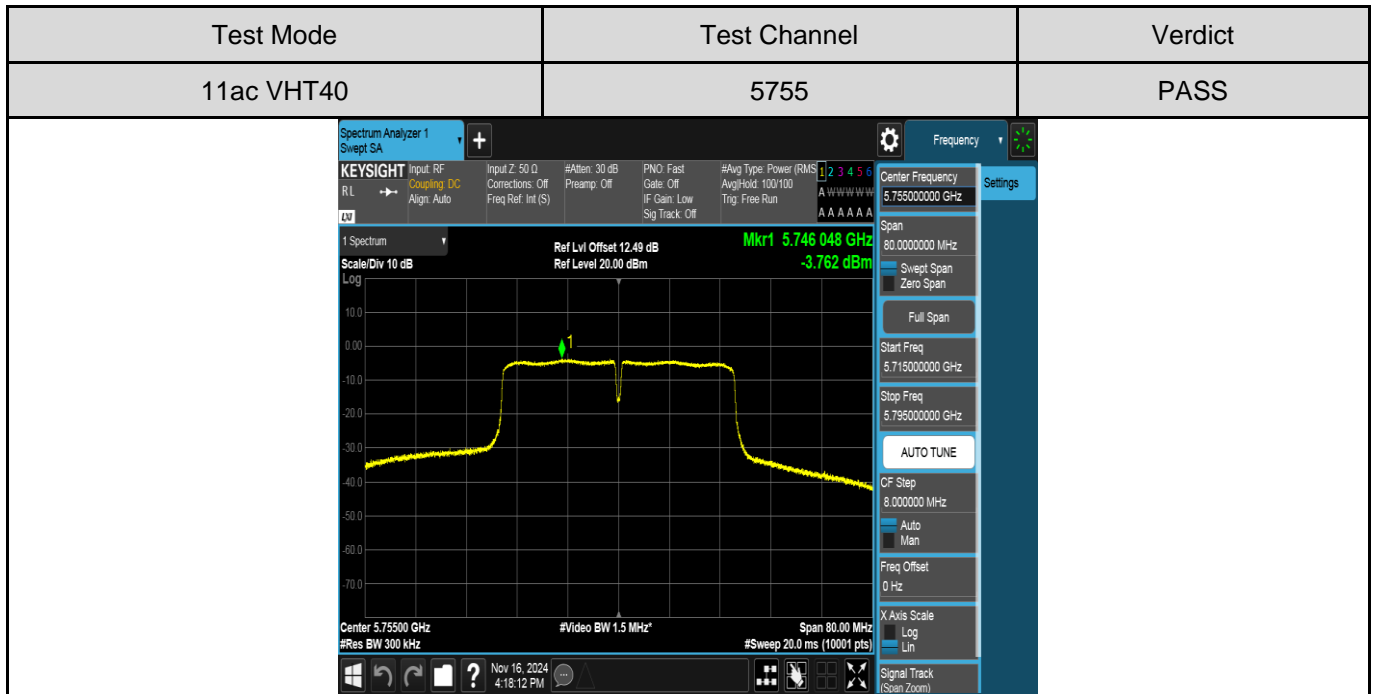 Test Mode Test Channel Verdict
11ac VHT40 5755 PASS
Spectrum Analyzer 1
Swept SA
+
Frequency
KEYSIGHT
R L
LXI
Input: RF
Coupling: DC
Align: Auto
Input Z: 50 Ω
Corrections: Off
Freq Ref: Int (S)
#Atten: 30 dB
Preamp: Off
PNO: Fast
Gate: Off
IF Gain: Low
Sig Track: Off
#Avg Type: Power (RMS
Avg|Hold: 100/100
Trig: Free Run
1 2 3 4 5 6
A W W W W W
A A A A A A
1 Spectrum
Scale/Div 10 dB
Log
Ref Lvl Offset 12.49 dB
Ref Level 20.00 dBm
Mkr1 5.746 048 GHz
-3.762 dBm
10.0
0.00
-10.0
-20.0
-30.0
-40.0
-50.0
-60.0
-70.0
1
Center 5.75500 GHz
#Res BW 300 kHz
#Video BW 1.5 MHz*
Span 80.00 MHz
#Sweep 20.0 ms (10001 pts)
?
Nov 16, 2024
4:18:12 PM
Center Frequency
5.755000000 GHz
Span
80.0000000 MHz
Swept Span
Zero Span
Full Span
Start Freq
5.715000000 GHz
Stop Freq
5.795000000 GHz
AUTO TUNE
CF Step
8.000000 MHz
Auto
Man
Freq Offset
0 Hz
X Axis Scale
Log
Lin
Signal Track
(Span Zoom)
Settings